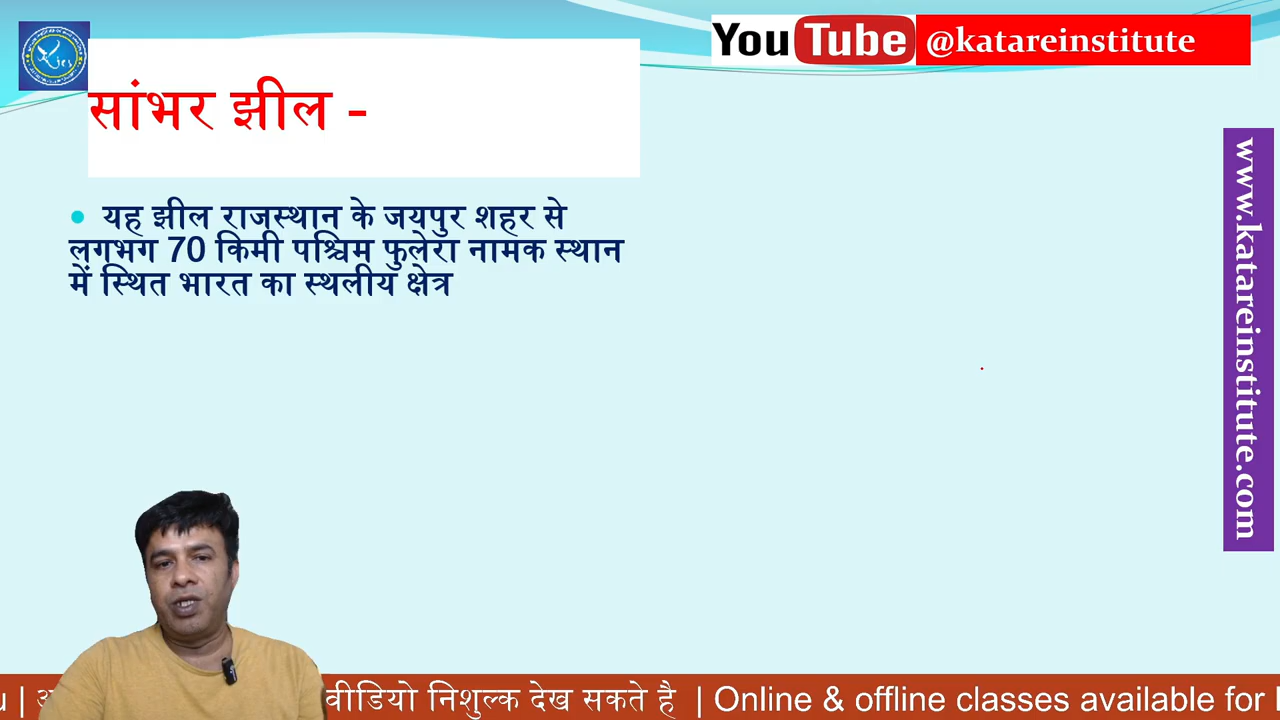 YouTube @katareinstitute
सांभर झील -
यह झील राजस्थान के जयपुर शहर से
लगभग 70 किमी पश्चिम फुलेरा नामक स्थान
में स्थित भारत का स्थलीय क्षेत्र
www.katareinstitute.com
वीडियो निशुल्क देख सकते है | Online & offline classes available for